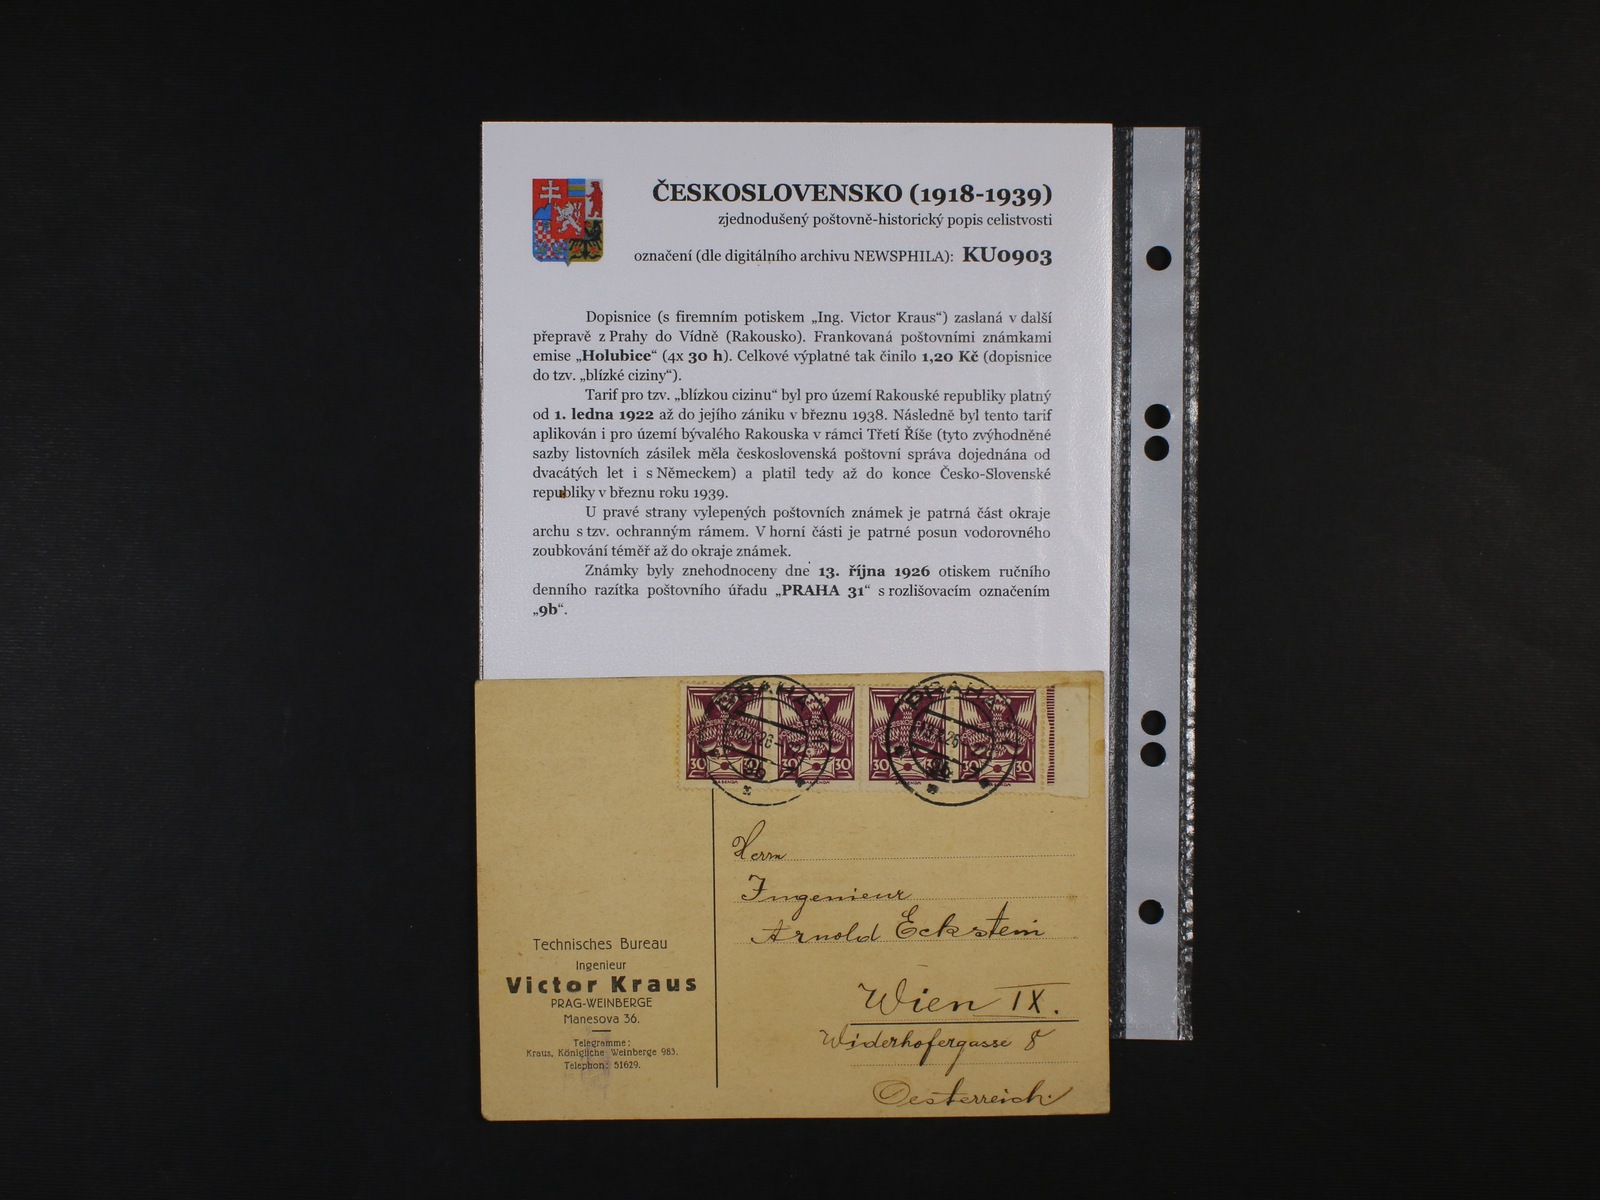 ČESKOSLOVENSKO (1918-1939)
zjednodušený poštovně-historický popis celistvosti
označení (dle digitálního archivu NEWSPHILA): KU0903
Dopisnice (s firemním potiskem „Ing. Victor Kraus“) zaslaná v další
přepravě z Prahy do Vídně (Rakousko). Frankovaná poštovními známkami
emise „Holubice“ (4x 30 h). Celkové výplatné tak činilo 1,20 Kč (dopisnice
do tzv. „blízké ciziny“).
Tarif pro tzv. „blízkou cizinu“ byl pro území Rakouské republiky platný
od 1. ledna 1922 až do jejího zániku v březnu 1938. Následně byl tento tarif
aplikován i pro území bývalého Rakouska v rámci Třetí Říše (tyto zvýhodněné
sazby listovních zásilek měla československá poštovní správa dojednána od
dvacátých let i s Německem) a platil tedy až do konce Česko-Slovenské
republiky v březnu roku 1939.
U pravé strany vylepených poštovních známek je patrná část okraje
archu s tzv. ochranným rámem. V horní části je patrné posun vodorovného
zoubkování téměř až do okraje známek.
Známky byly znehodnoceny dne 13. října 1926 otiskem ručního
denního razítka poštovního úřadu „PRAHA 31“ s rozlišovacím označením
„9b“.
PRAHA PRAHA
30 30 30 30
Herrn
Ingenieur
Arnold Eckstein
Wien IX.
Widerhofergasse 8
Oesterreich.
Technisches Bureau
Ingenieur
Victor Kraus
PRAG-WEINBERGE
Manesova 36.
Telegramme:
Kraus, Königliche Weinberge 983.
Telephon: 51629.